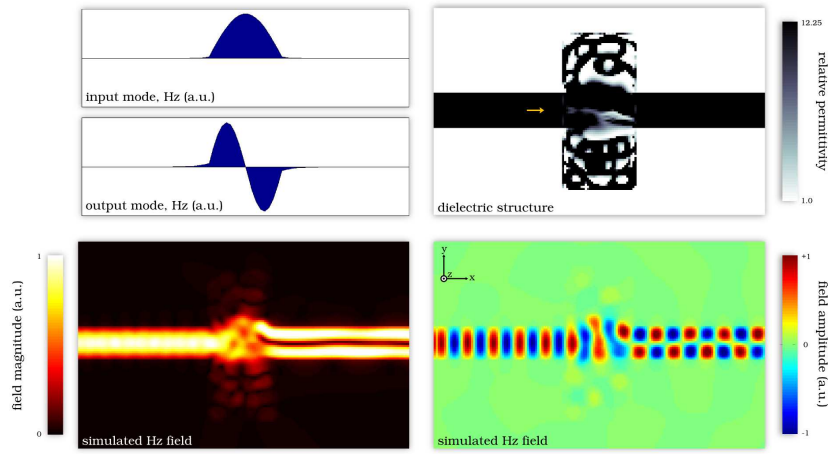 input mode, Hz (a.u.)
output mode, Hz (a.u.)
dielectric structure
12.25
relative permittivity
1.0
1
field magnitude (a.u.)
0
simulated Hz field
y
z
x
simulated Hz field
+1
field amplitude (a.u.)
0
-1